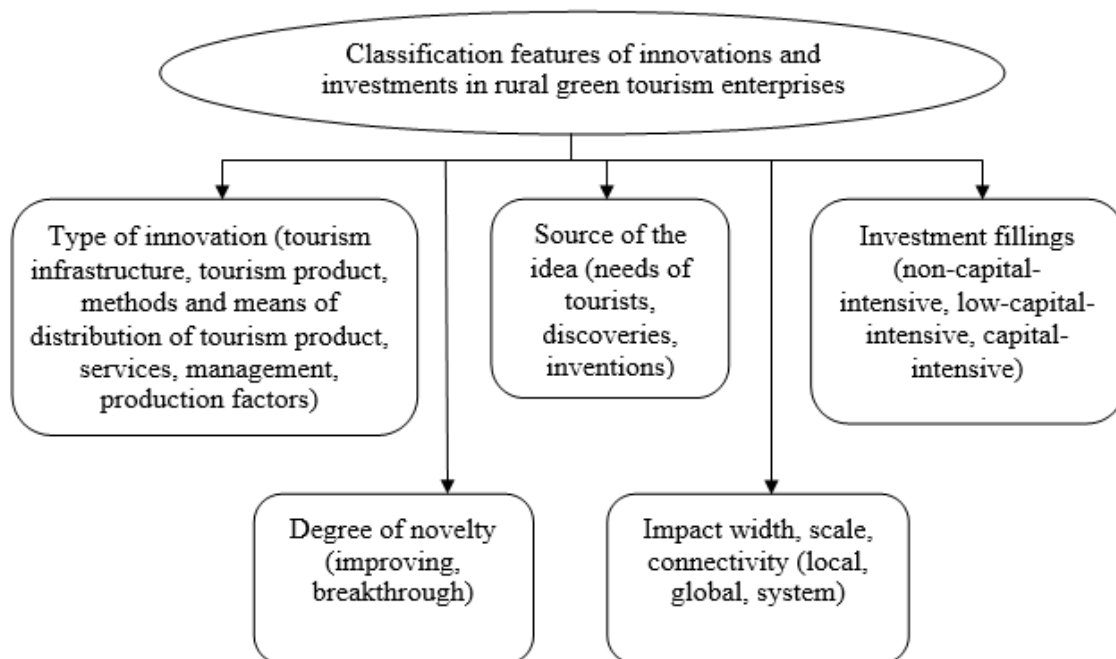 Classification features of innovations and
investments in rural green tourism enterprises
Type of innovation (tourism
infrastructure, tourism product,
methods and means of
distribution of tourism product,
services, management,
production factors)
Source of the
idea (needs of
tourists,
discoveries,
inventions)
Investment fillings
(non-capital-
intensive, low-capital-
intensive, capital-
intensive)
Degree of novelty
(improving,
breakthrough)
Impact width, scale,
connectivity (local,
global, system)